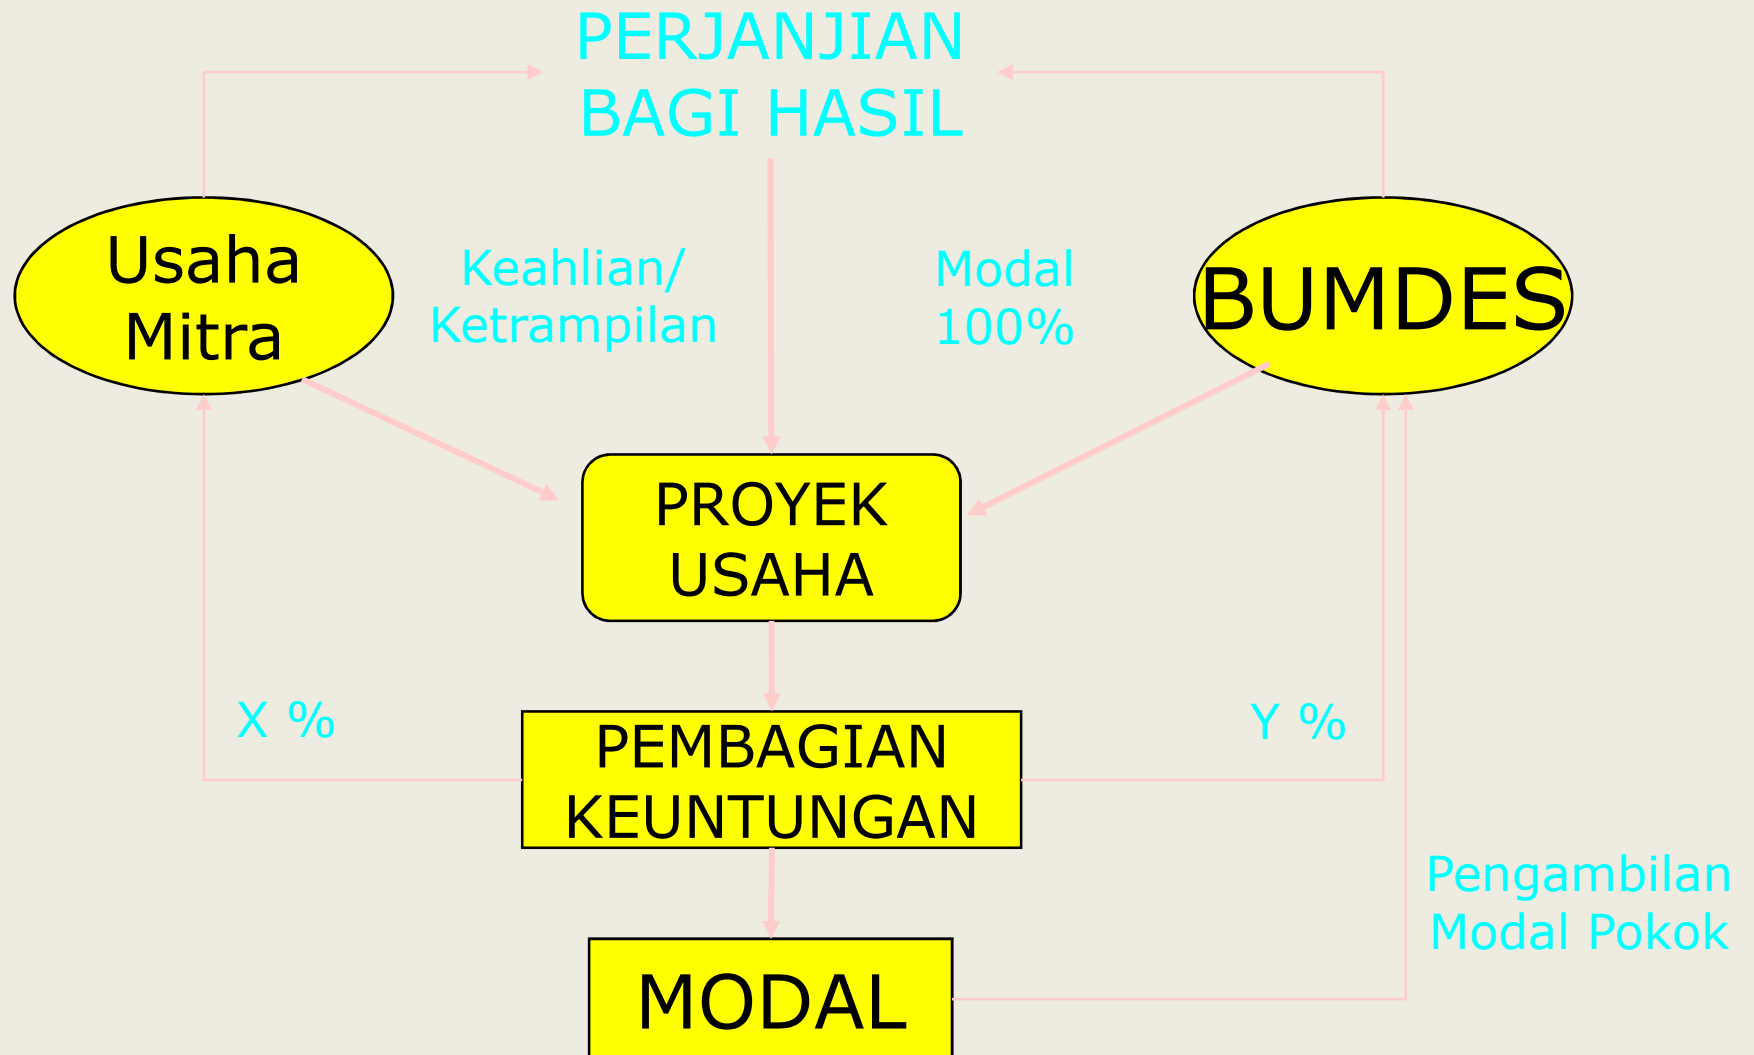 PERJANJIAN
BAGI HASIL
Usaha
Mitra
Keahlian/
Ketrampilan
Modal
100%
BUMDES
PROYEK
USAHA
X %
Y %
PEMBAGIAN
KEUNTUNGAN
Pengambilan
Modal Pokok
MODAL